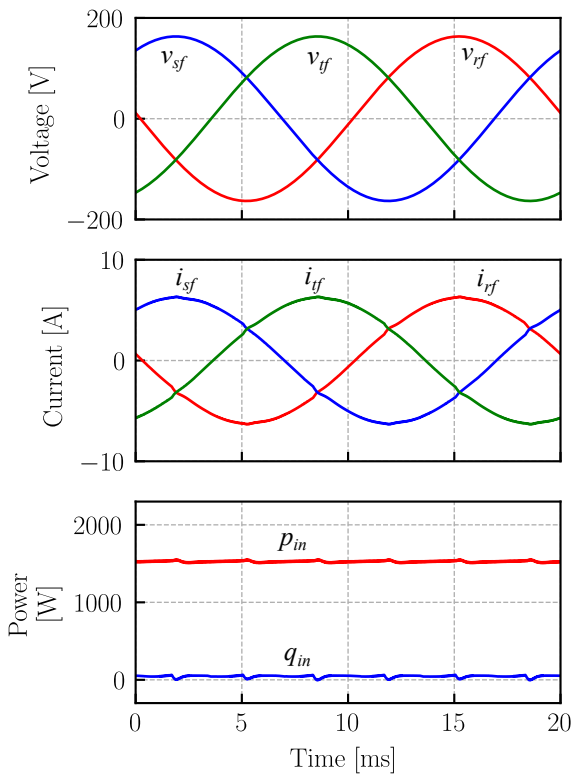 200
v_sf
v_tf
v_rf
Voltage [V]
0
−200
10
i_sf
i_tf
i_rf
Current [A]
0
−10
2000
p_in
Power
[W]
1000
q_in
0
0 5 10 15 20
Time [ms]